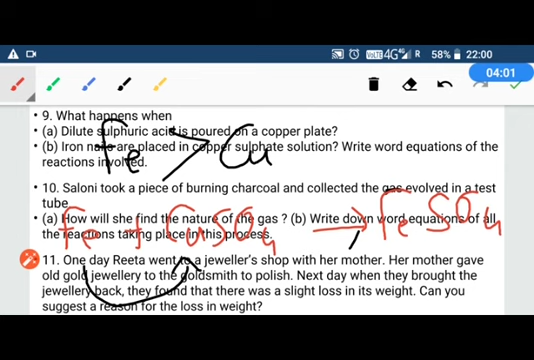 VoLTE 4G 4G R 58% 22:00
04:01
• 9. What happens when
• (a) Dilute sulphuric acid is poured on a copper plate?
• (b) Iron nails are placed in copper sulphate solution? Write word equations of the
reactions involved.
Fe > Cu
• 10. Saloni took a piece of burning charcoal and collected the gas evolved in a test
tube.
• (a) How will she find the nature of the gas ? (b) Write down word equations of all
the reactions taking place in this process.
Fe + CuSO4 → FeSO4
• 11. One day Reeta went to a jeweller's shop with her mother. Her mother gave
old gold jewellery to the goldsmith to polish. Next day when they brought the
jewellery back, they found that there was a slight loss in its weight. Can you
suggest a reason for the loss in weight?